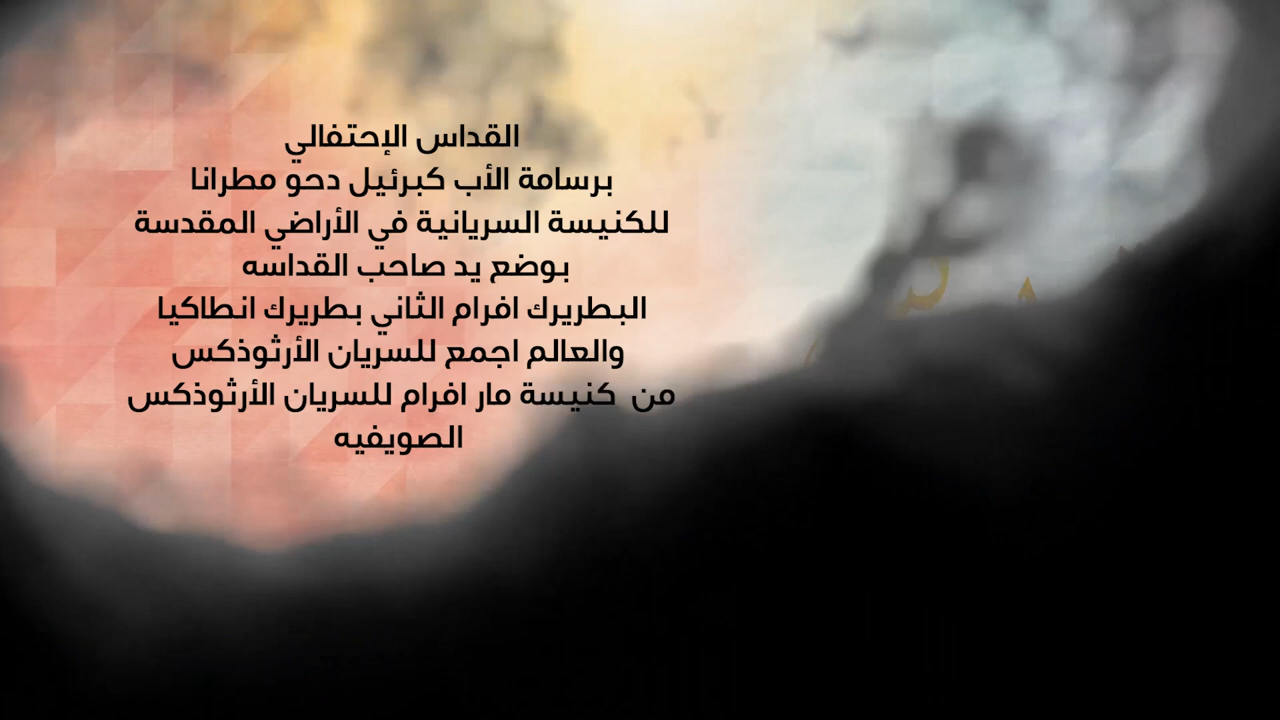 القداس الإحتفالي
برسامة الأب كبرئيل دحو مطرانا
للكنيسة السريانية في الأراضي المقدسة
بوضع يد صاحب القداسه
البطريرك افرام الثاني بطريرك انطاكيا
والعالم اجمع للسريان الأرثوذكس
من كنيسة مار افرام للسريان الأرثوذكس
الصويفيه